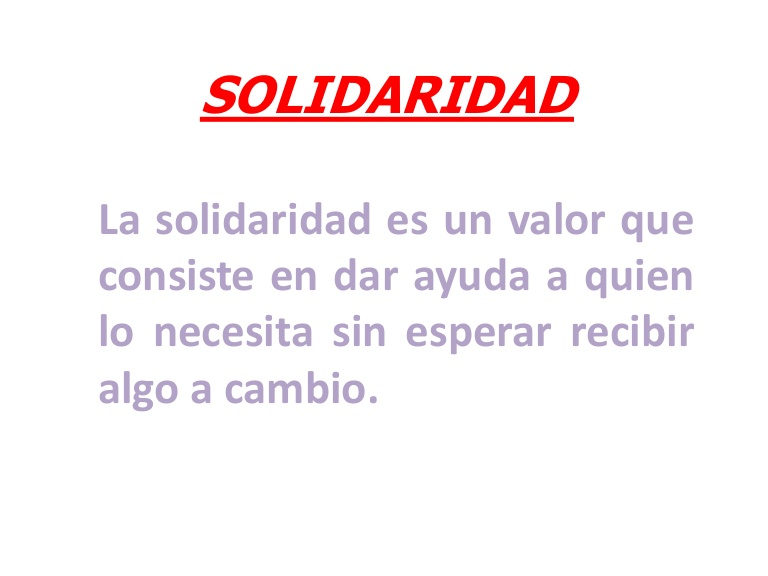 SOLIDARIDAD
La solidaridad es un valor que
consiste en dar ayuda a quien
lo necesita sin esperar recibir
algo a cambio.